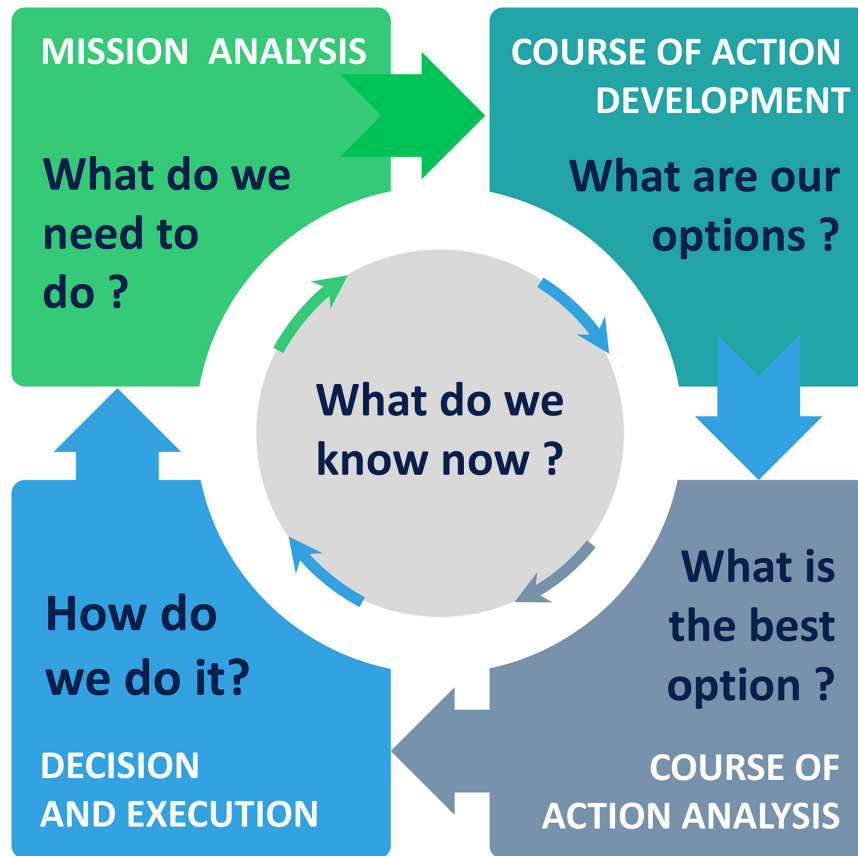 MISSION ANALYSIS
What do we
need to
do ?
COURSE OF ACTION
DEVELOPMENT
What are our
options ?
What do we
know now ?
How do
we do it?
DECISION
AND EXECUTION
What is
the best
option ?
COURSE OF
ACTION ANALYSIS